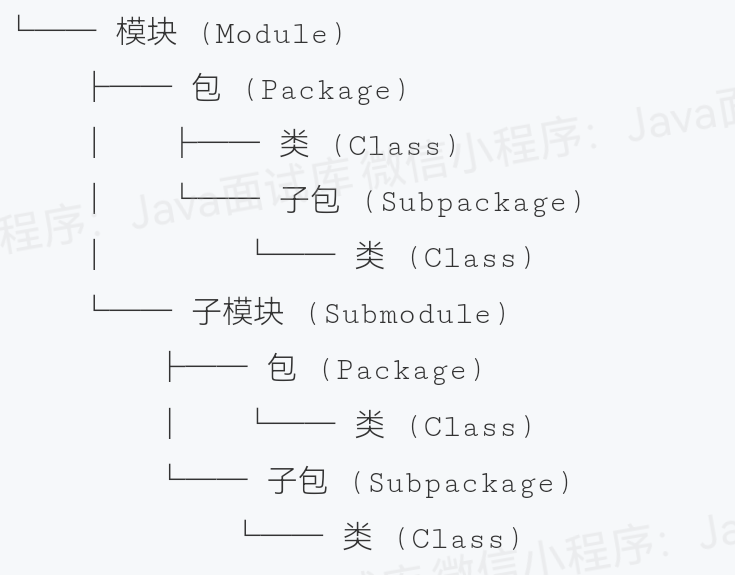 └── 模块 (Module)
├── 包 (Package)
│ ├── 类 (Class)
│ └── 子包 (Subpackage)
│ └── 类 (Class)
└── 子模块 (Submodule)
├── 包 (Package)
│ └── 类 (Class)
└── 子包 (Subpackage)
└── 类 (Class)
程序: Java面试库 微信小程序: Java面
试库 微信小程序: Ja